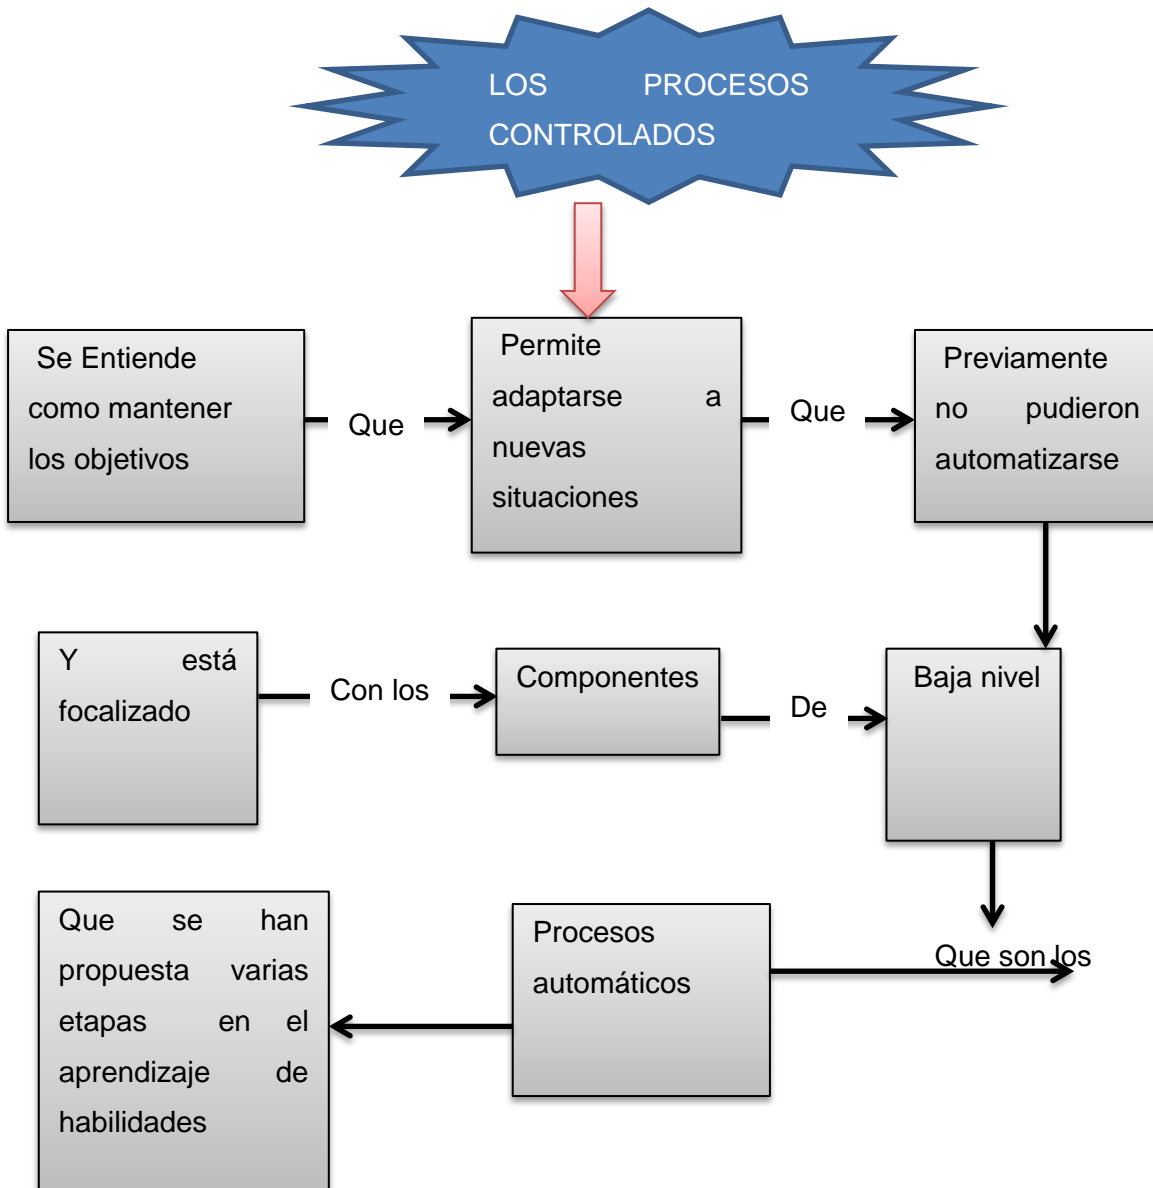 LOS PROCESOS
CONTROLADOS
Se Entiende
como mantener
los objetivos
Que
Permite
adaptarse a
nuevas
situaciones
Que
Previamente
no pudieron
automatizarse
Y está
focalizado
Con los
Componentes
De
Baja nivel
Que se han
propuesta varias
etapas en el
aprendizaje de
habilidades
Procesos
automáticos
Que son los